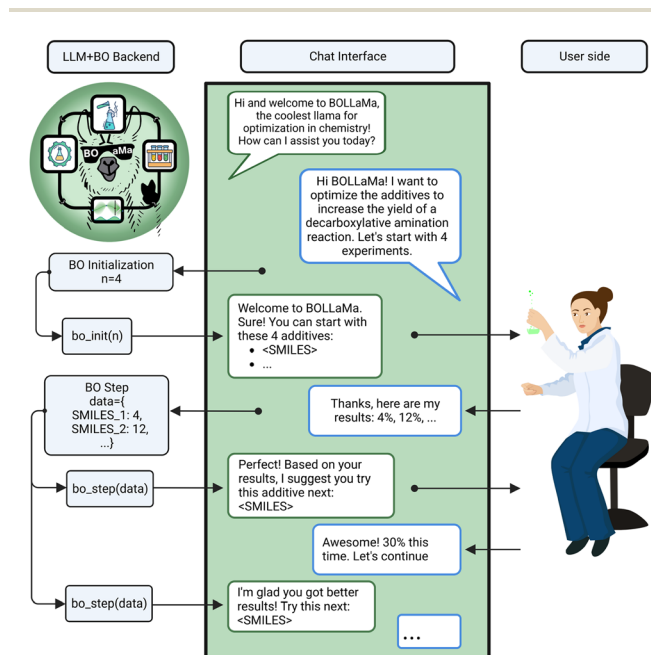 LLM+BO Backend
Chat Interface
User side
BO
aMa
Hi and welcome to BOLLaMa,
the coolest llama for
optimization in chemistry!
How can I assist you today?
Hi BOLLaMa! I want to
optimize the additives to
increase the yield of a
decarboxylative amination
reaction. Let's start with 4
experiments.
BO Initialization
n=4
bo_init(n)
Welcome to BOLLaMa.
Sure! You can start with
these 4 additives:
• <SMILES>
• ...
BO Step
data={
SMILES_1: 4,
SMILES_2: 12,
...}
Thanks, here are my
results: 4%, 12%, ...
bo_step(data)
Perfect! Based on your
results, I suggest you try
this additive next:
<SMILES>
Awesome! 30% this
time. Let's continue
bo_step(data)
I'm glad you got better
results! Try this next:
<SMILES>
...